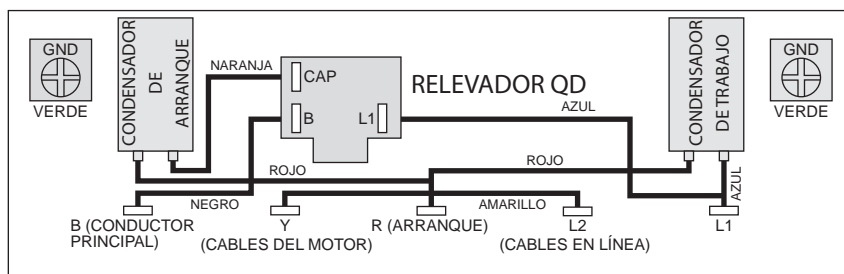 GND
VERDE
CONDENSADOR
DE
ARRANQUE
NARANJA
CAP
B
L1
RELEVADOR QD
AZUL
CONDENSADOR
DE TRABAJO
GND
VERDE
ROJO
ROJO
NEGRO
AMARILLO
AZUL
B (CONDUCTOR
PRINCIPAL)
Y
R (ARRANQUE)
L2
L1
(CABLES DEL MOTOR)
(CABLES EN LÍNEA)